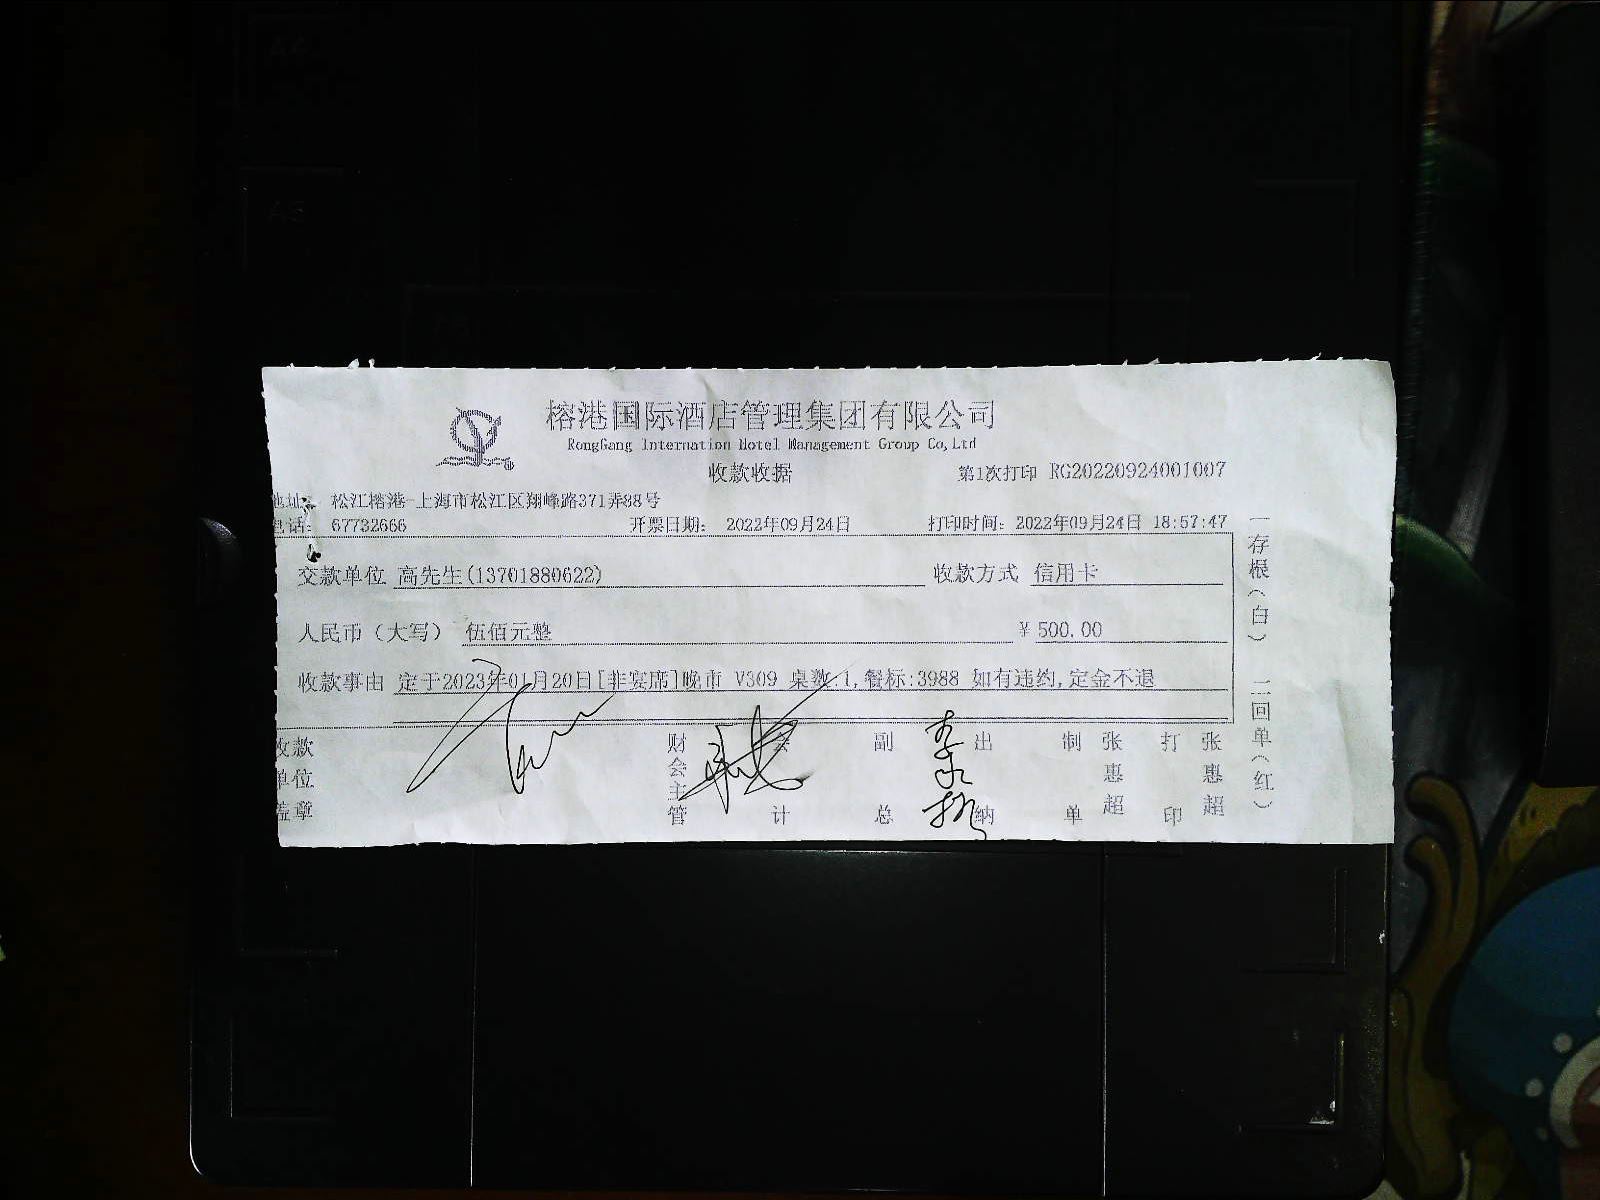 榕港国际酒店管理集团有限公司
RongGang Internation Hotel Management Group Co,Ltd
收款收据
第1次打印 RG20220924001007
地址: 松江榕港-上海市松江区翔峰路371弄88号
电话: 67732666 开票日期: 2022年09月24日 打印时间: 2022年09月24日 18:57:47
交款单位 高先生(13701880622) 收款方式 信用卡
人民币（大写） 伍佰元整 ¥ 500.00
收款事由 定于2023年01月20日[非宴席]晚市 V309 桌数:1,餐标:3988 如有违约,定金不退
收款单位盖章
财会主管
会计
副总
出纳
制单
张惠超
打印
张惠超
一存根（白） 二回单（红）